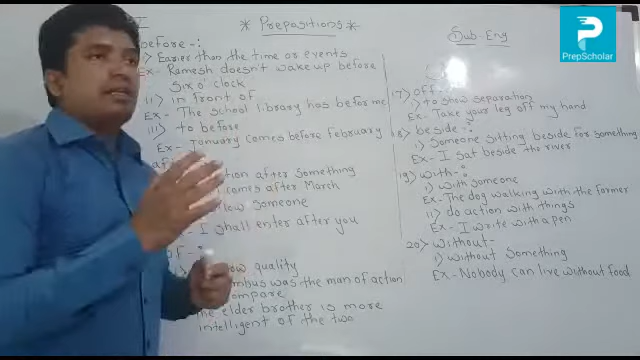 * Prepositions *
Sub-Eng
PrepScholar
before -:
i) Earlier than the time or events
Ex- Ramesh doesn't wake up before
six o' clock
ii) in front of
Ex- The school library has before me
iii) to before
Ex- January comes before February
after something
comes after March
someone
- I shall enter after you
of -:
quality
was the man of action
The elder brother is more
intelligent of the two
17) off
i) to show separation
Ex- Take your leg off my hand
18) beside -:
i) Someone sitting beside for something
Ex- I sat beside the river
19) with -:
i) with someone
Ex- The dog walking with the former
ii) do action with things
Ex- I write with a pen
20) without-
i) without Something
Ex- Nobody can live without food